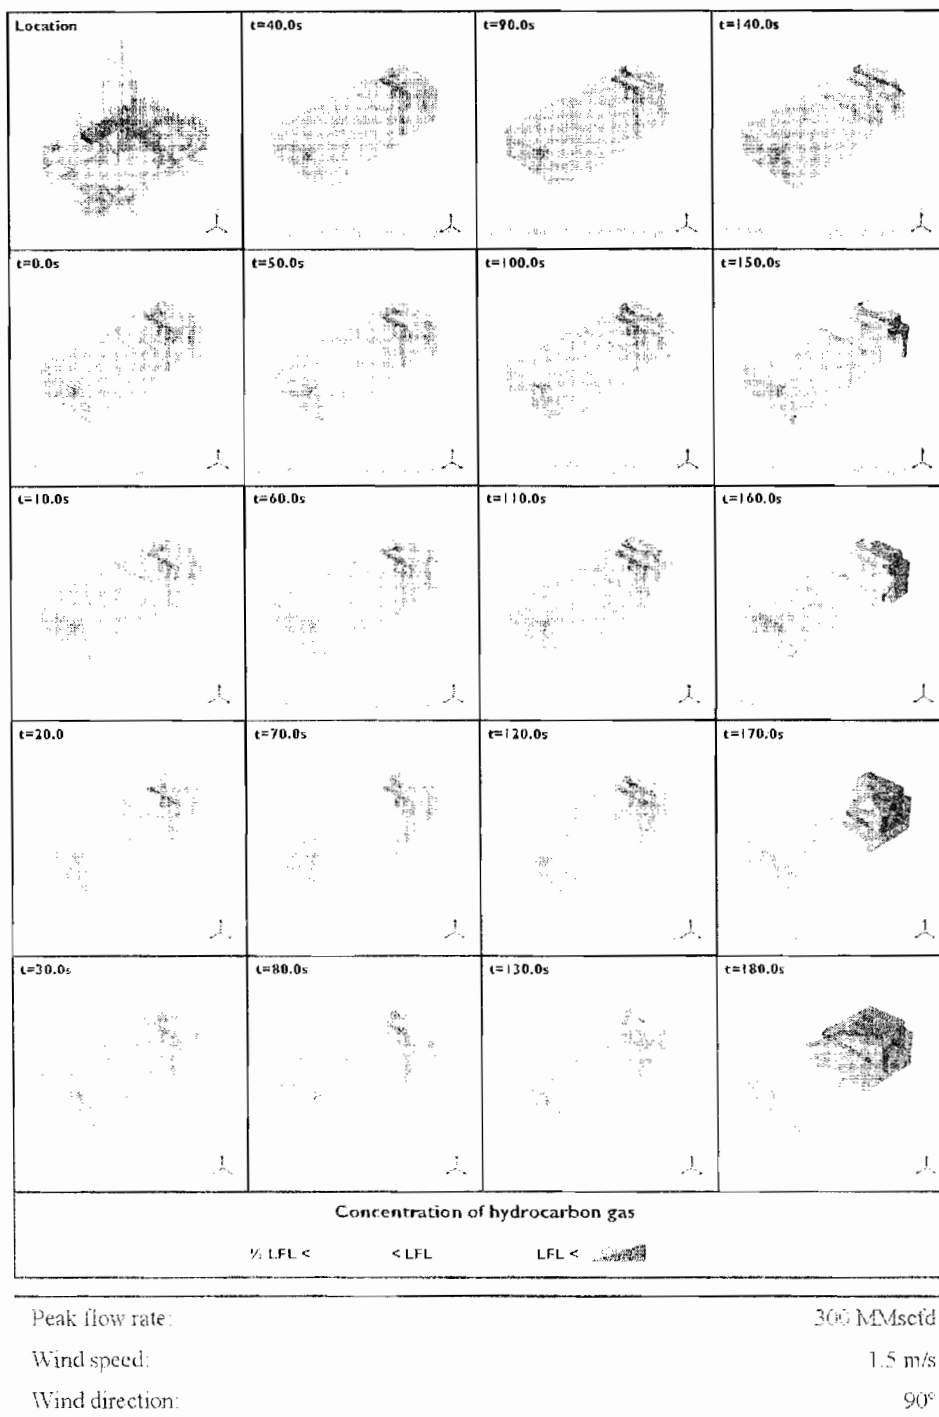 Location
t=40.0s
t=90.0s
t=140.0s
t=0.0s
t=50.0s
t=100.0s
t=150.0s
t=10.0s
t=60.0s
t=110.0s
t=160.0s
t=20.0
t=70.0s
t=120.0s
t=170.0s
t=30.0s
t=80.0s
t=130.0s
t=180.0s
Concentration of hydrocarbon gas
½ LFL < < LFL LFL <
Peak flow rate: 300 MMscfd
Wind speed: 1.5 m/s
Wind direction: 90°